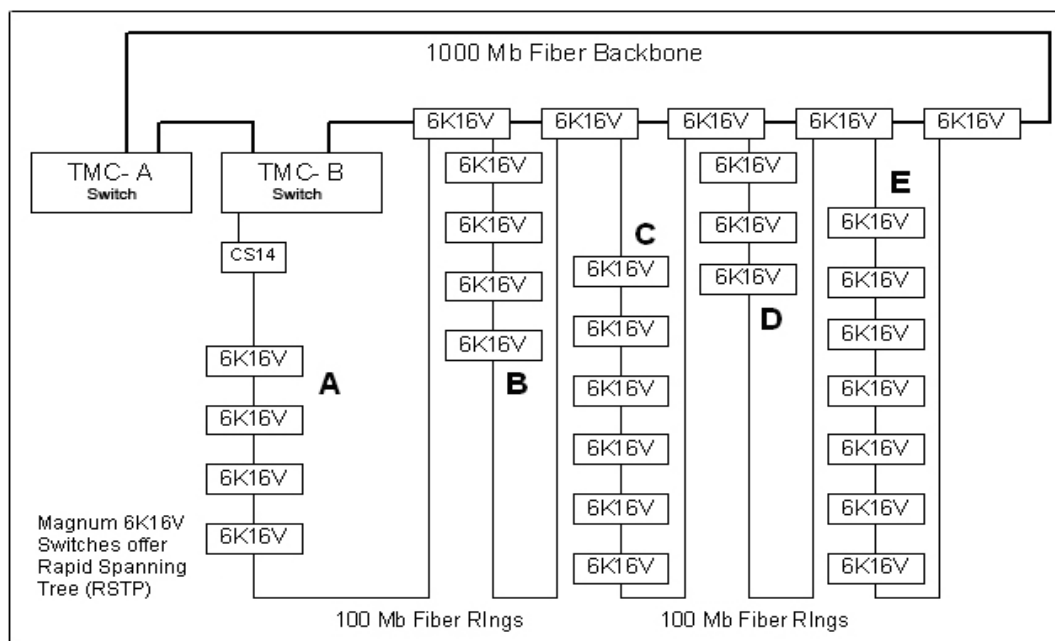 1000 Mb Fiber Backbone
6K16V 6K16V 6K16V 6K16V 6K16V
TMC- A
Switch
TMC- B
Switch
CS14
6K16V
6K16V
6K16V
6K16V
A
6K16V
6K16V
6K16V
6K16V
B
C
6K16V
6K16V
6K16V
6K16V
6K16V
6K16V
6K16V
6K16V
6K16V
D
E
6K16V
6K16V
6K16V
6K16V
6K16V
6K16V
6K16V
Magnum 6K16V
Switches offer
Rapid Spanning
Tree (RSTP)
100 Mb Fiber RIngs
100 Mb Fiber RIngs